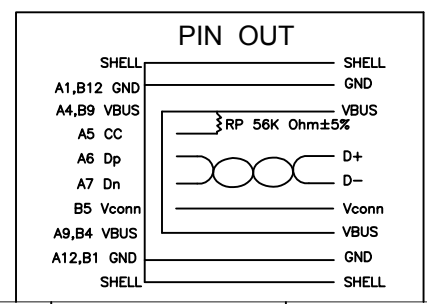 PIN OUT
SHELL SHELL
A1,B12 GND GND
A4,B9 VBUS VBUS
RP 56K Ohm±5%
A5 CC
A6 Dp D+
A7 Dn D−
B5 Vconn Vconn
A9,B4 VBUS VBUS
A12,B1 GND GND
SHELL SHELL